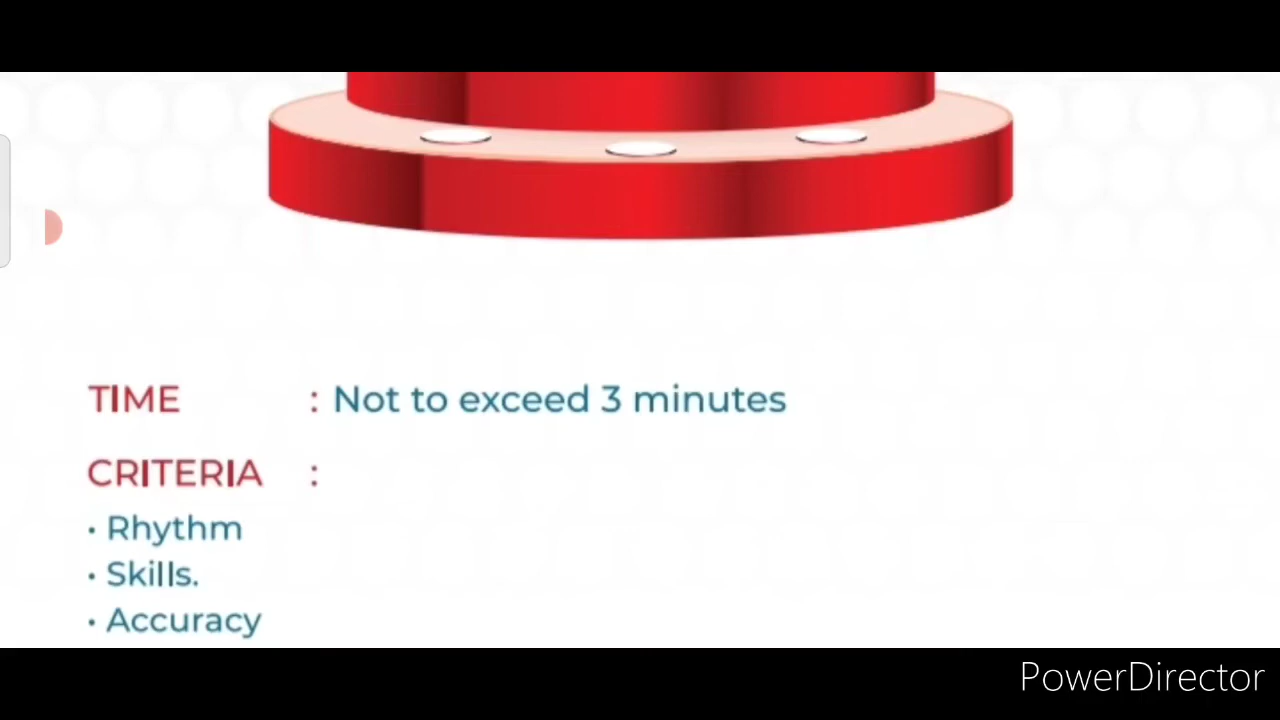 TIME : Not to exceed 3 minutes
CRITERIA :
• Rhythm
• Skills.
• Accuracy
PowerDirector